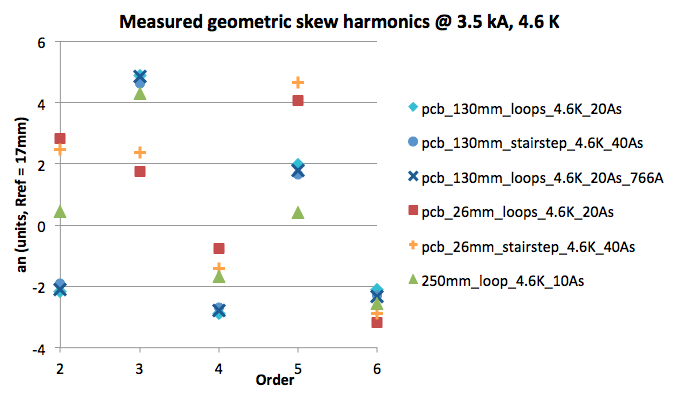 Measured geometric skew harmonics @ 3.5 kA, 4.6 K
6
4
2
0
-2
-4
an (units, Rref = 17mm)
2 3 4 5 6
Order
pcb_130mm_loops_4.6K_20As
pcb_130mm_stairstep_4.6K_40As
pcb_130mm_loops_4.6K_20As_766A
pcb_26mm_loops_4.6K_20As
pcb_26mm_stairstep_4.6K_40As
250mm_loop_4.6K_10As